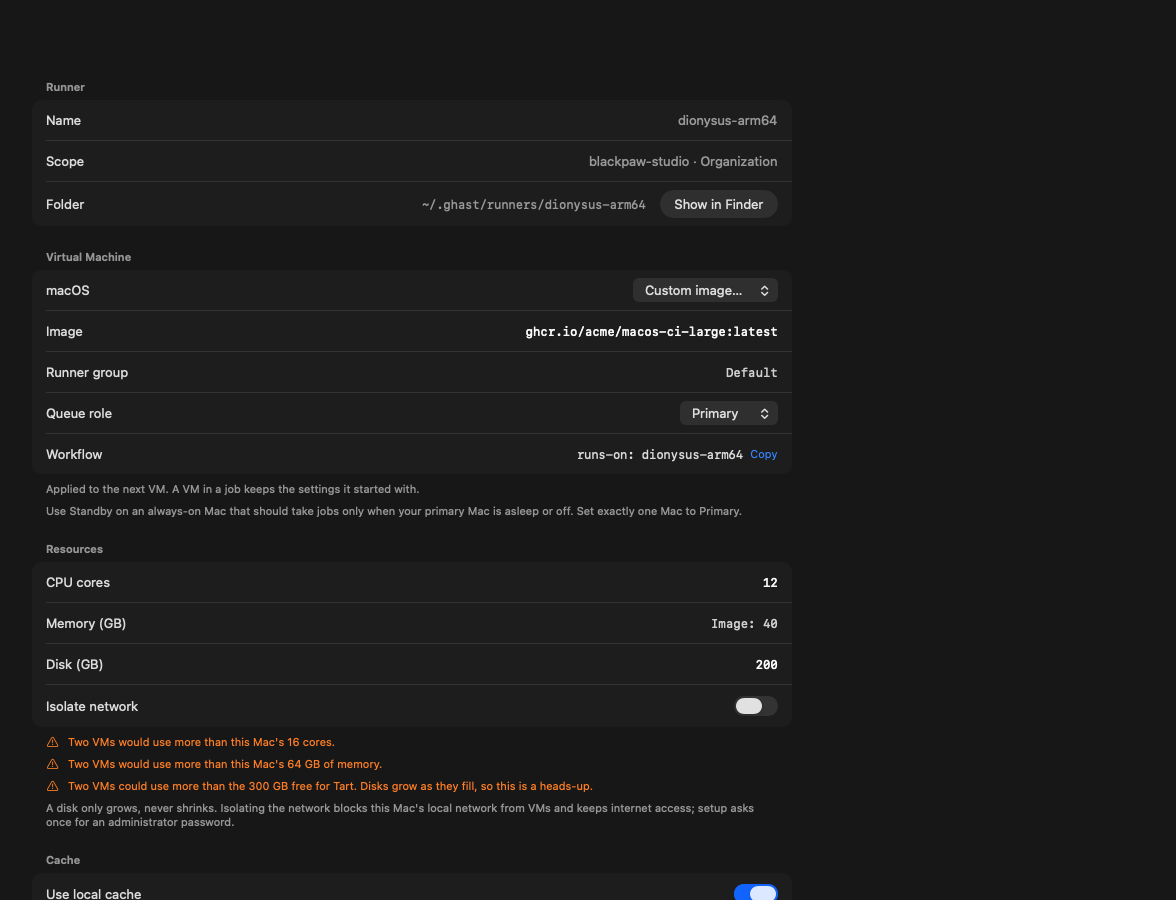 Runner
Name dionysus-arm64
Scope blackpaw-studio · Organization
Folder ~/.ghast/runners/dionysus-arm64 Show in Finder
Virtual Machine
macOS Custom image...
Image ghcr.io/acme/macos-ci-large:latest
Runner group Default
Queue role Primary
Workflow runs-on: dionysus-arm64 Copy
Applied to the next VM. A VM in a job keeps the settings it started with.
Use Standby on an always-on Mac that should take jobs only when your primary Mac is asleep or off. Set exactly one Mac to Primary.
Resources
CPU cores 12
Memory (GB) Image: 40
Disk (GB) 200
Isolate network
Two VMs would use more than this Mac's 16 cores.
Two VMs would use more than this Mac's 64 GB of memory.
Two VMs could use more than the 300 GB free for Tart. Disks grow as they fill, so this is a heads-up.
A disk only grows, never shrinks. Isolating the network blocks this Mac's local network from VMs and keeps internet access; setup asks
once for an administrator password.
Cache
Use local cache